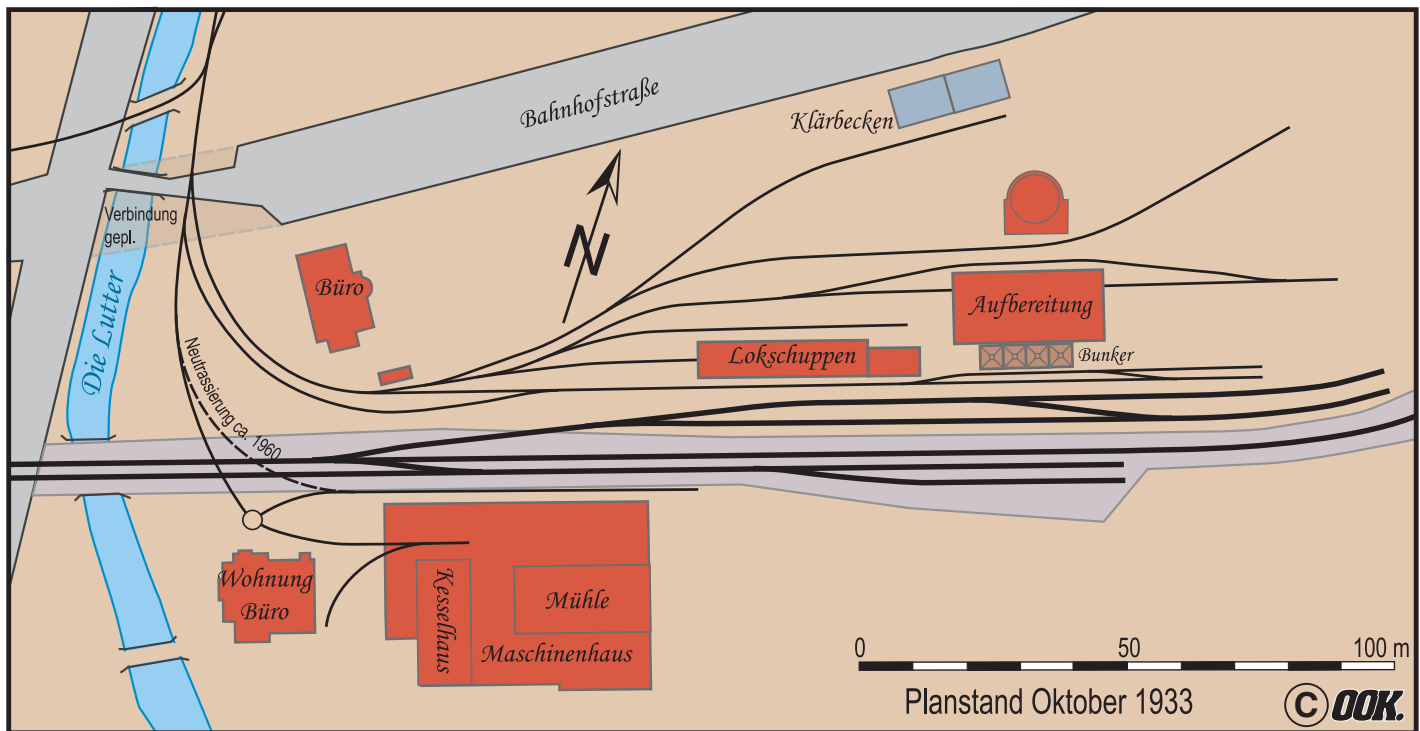 Bahnhofstraße
Klärbecken
Verbindung
gepl.
Die Lutter
N
Büro
Aufbereitung
Lokschuppen
Bunker
Neutrassierung ca. 1960
Wohnung
Büro
Kesselhaus
Mühle
Maschinenhaus
0 50 100 m
Planstand Oktober 1933
© OOK.